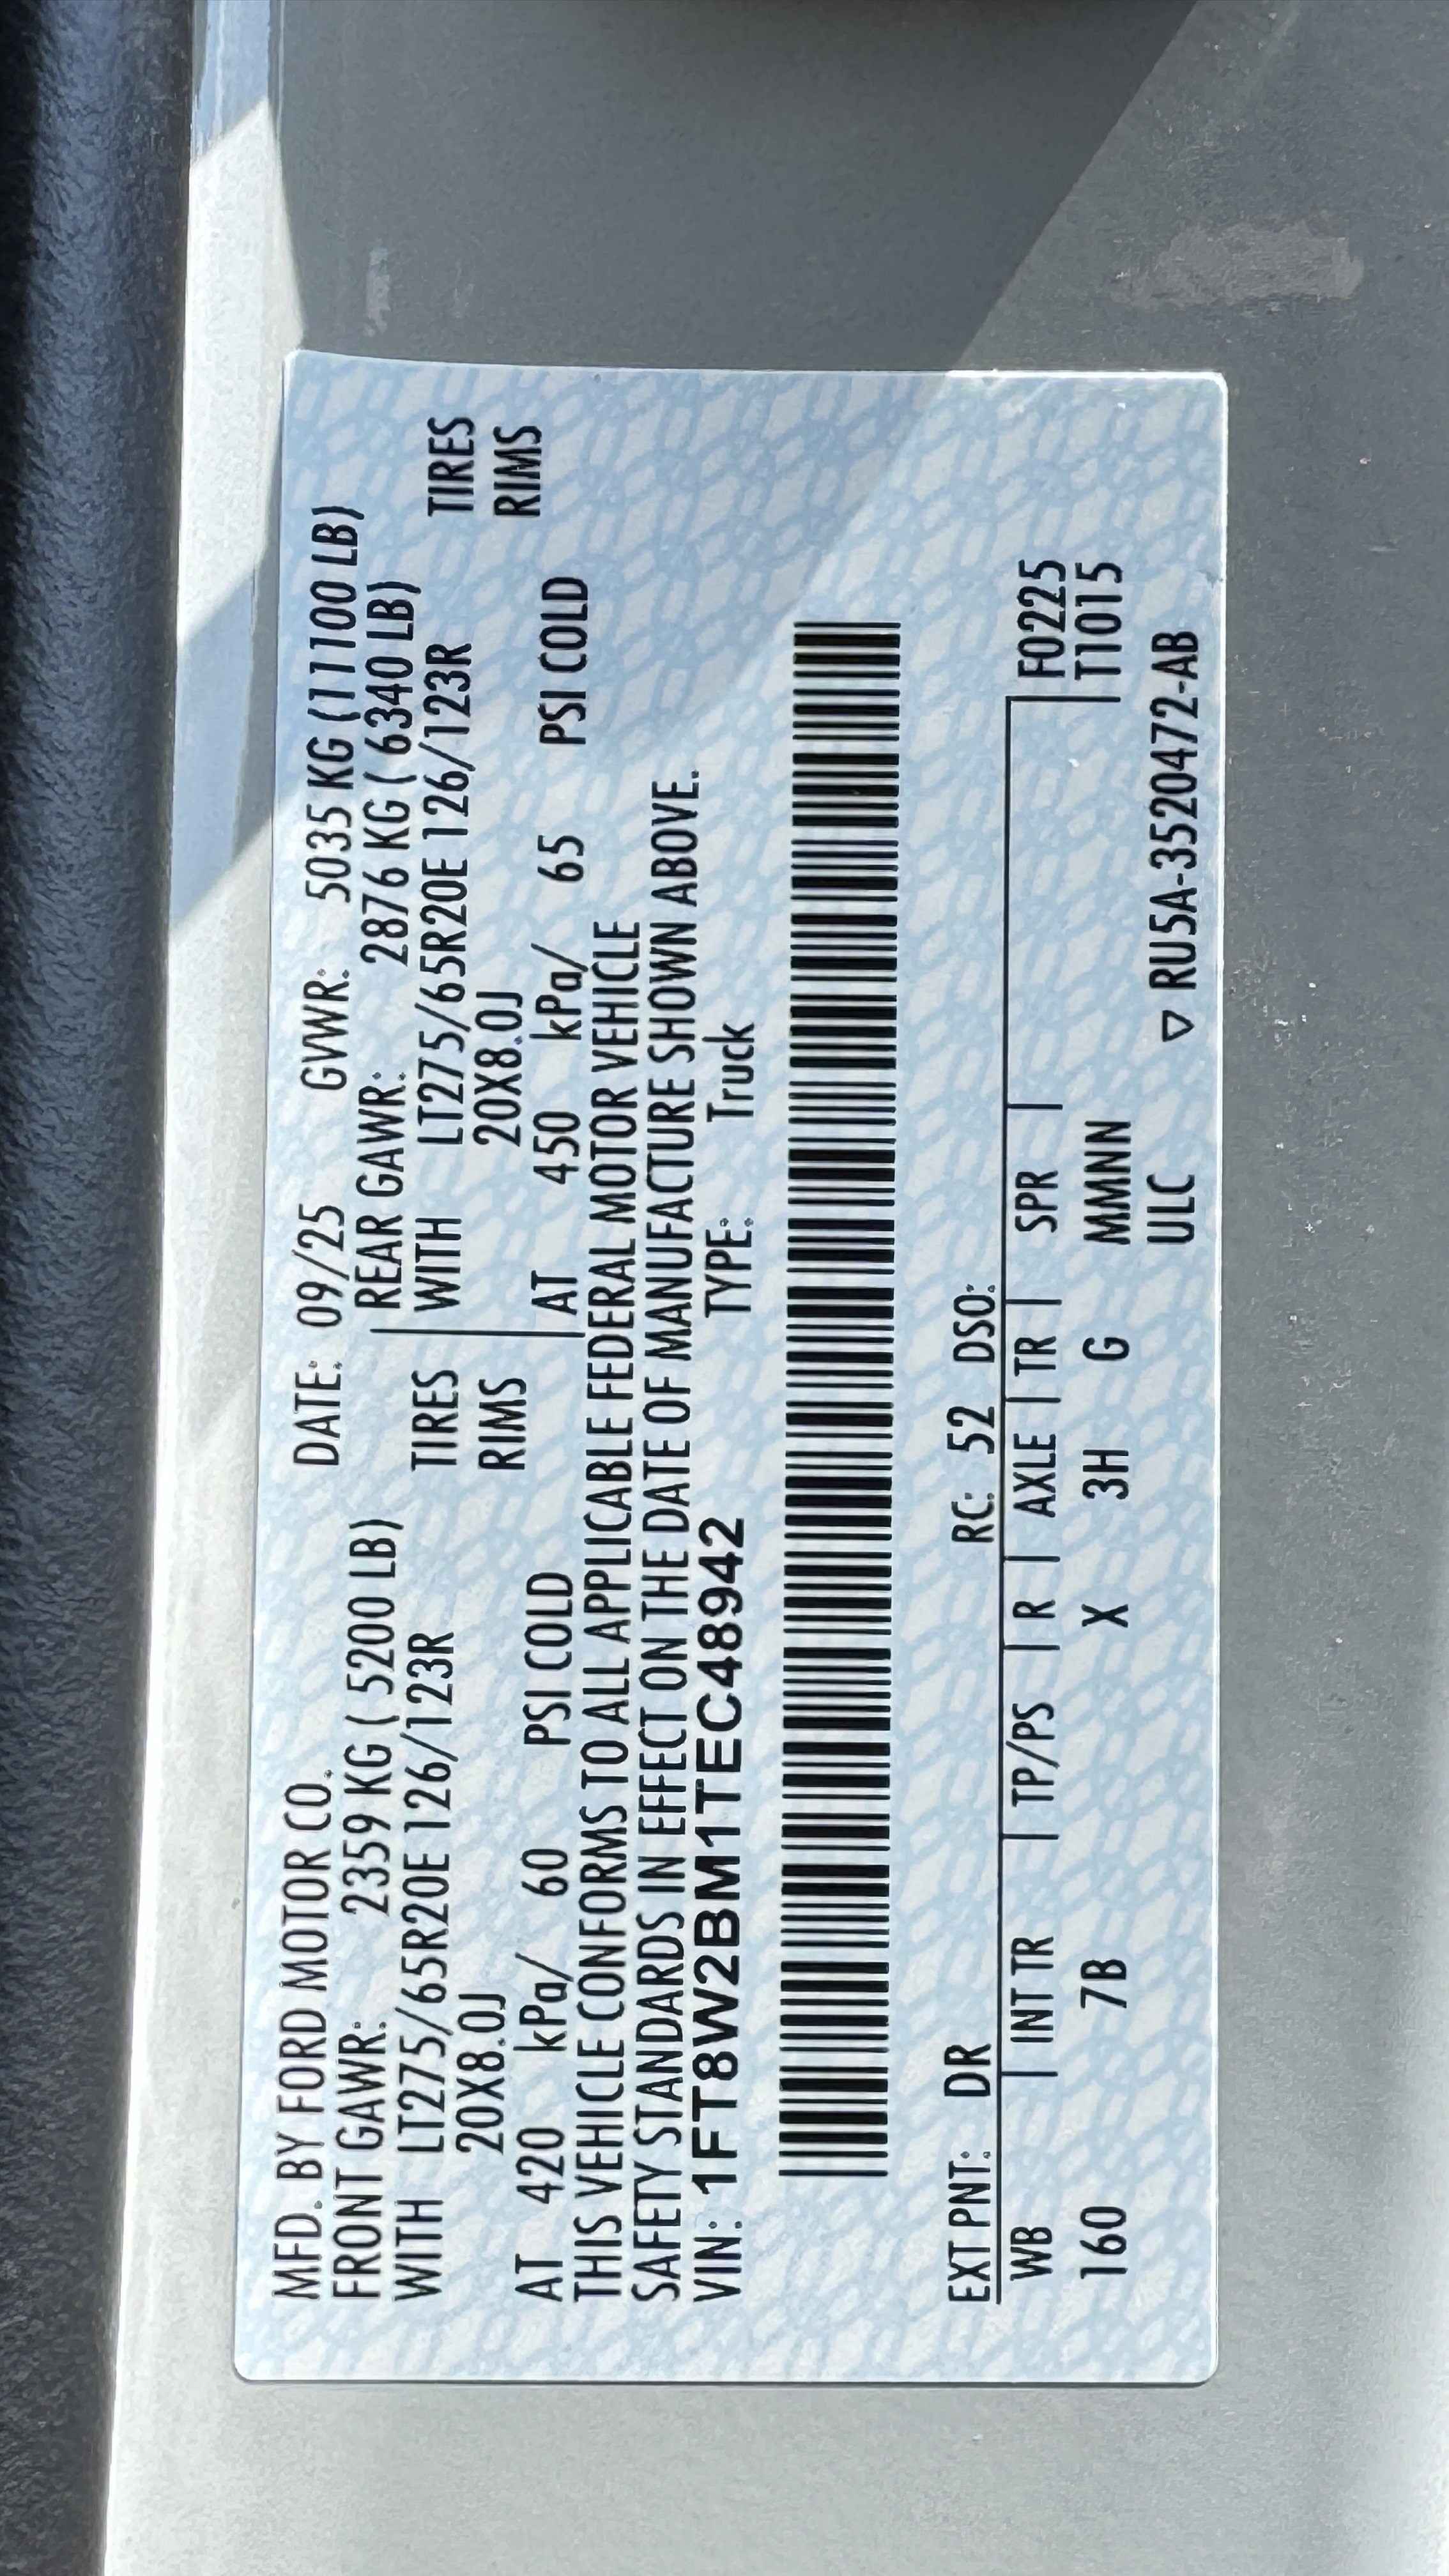 MFD. BY FORD MOTOR CO. DATE: 09/25 GVWR: 5035 KG (11100 LB)
FRONT GAWR: 2359 KG ( 5200 LB) REAR GAWR: 2876 KG ( 6340 LB)
WITH LT275/65R20E 126/123R TIRES WITH LT275/65R20E 126/123R TIRES
20X8.0J RIMS 20X8.0J RIMS
AT 420 kPa/ 60 PSI COLD AT 450 kPa/ 65 PSI COLD
THIS VEHICLE CONFORMS TO ALL APPLICABLE FEDERAL MOTOR VEHICLE
SAFETY STANDARDS IN EFFECT ON THE DATE OF MANUFACTURE SHOWN ABOVE.
VIN: 1FT8W2BM1TEC48942 TYPE: Truck
EXT PNT: DR RC: 52 DSO:
WB | INT TR | TP/PS | R | AXLE | TR | SPR | F0225
160 7B X 3H G MMNN T1015
ULC ▽ RU5A-3520472-AB